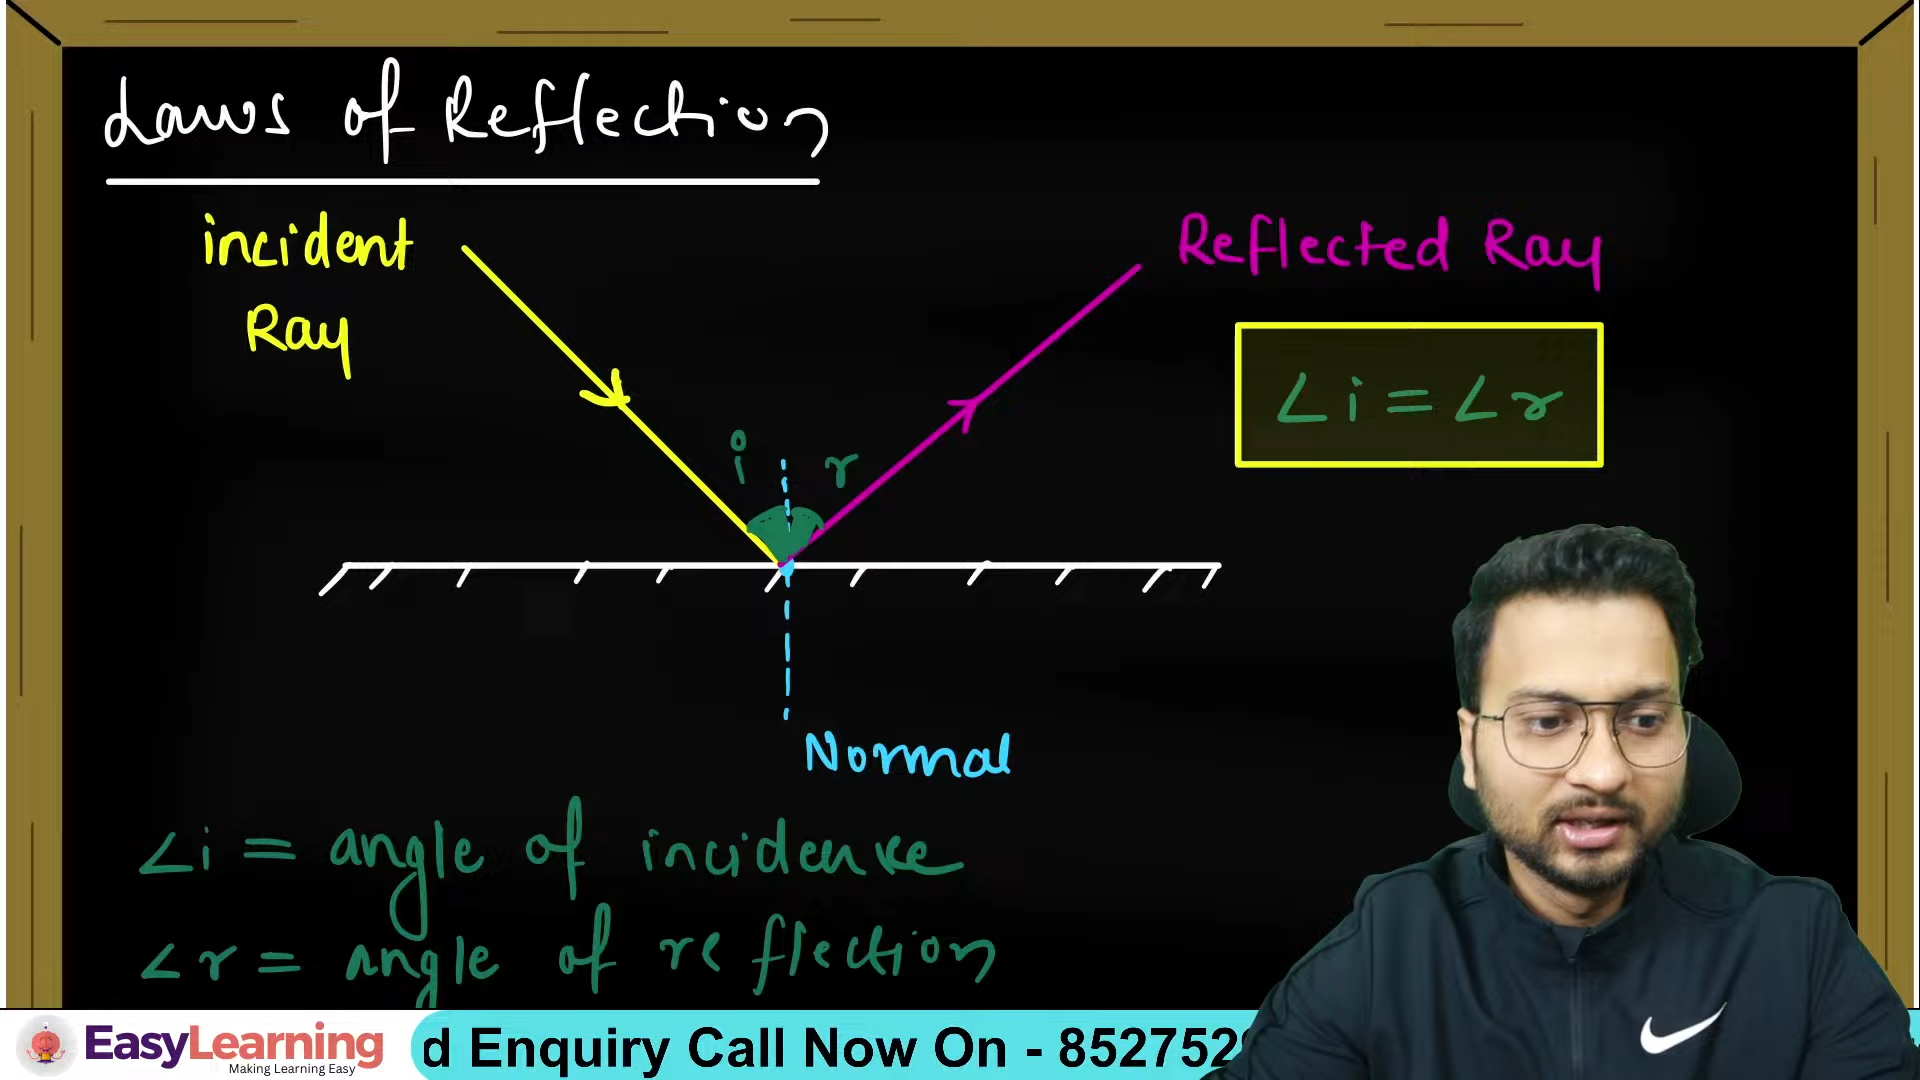 Laws of Reflection
incident
Ray
Reflected Ray
∠i = ∠r
i
r
Normal
∠i = angle of incidence
∠r = angle of reflection
EasyLearning
Making Learning Easy
d Enquiry Call Now On - 852752